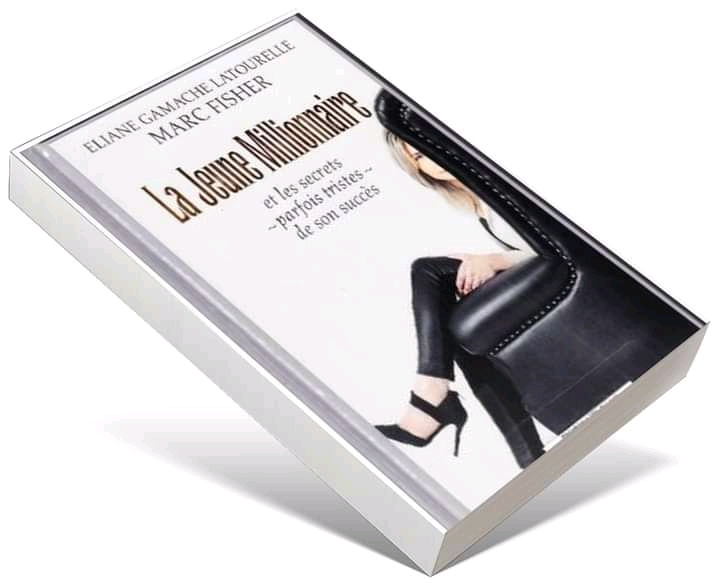 ELIANE GAMACHE LATOURELLE
MARC FISHER
La Jeune Millionnaire
et les secrets
~ parfois tristes ~
de son succès